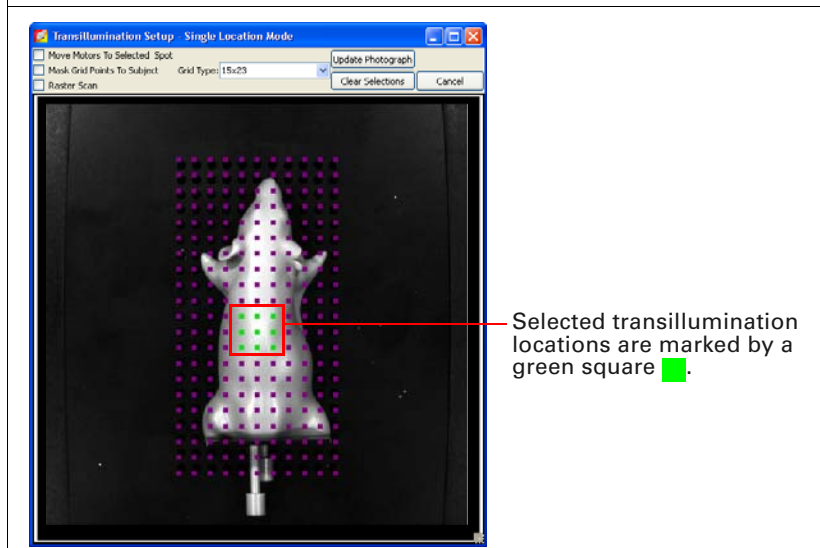 Transillumination Setup - Single Location Mode
Move Motors To Selected Spot
Mask Grid Points To Subject Grid Type: 15x23
Raster Scan
Update Photograph
Clear Selections Cancel
Selected transillumination
locations are marked by a
green square .